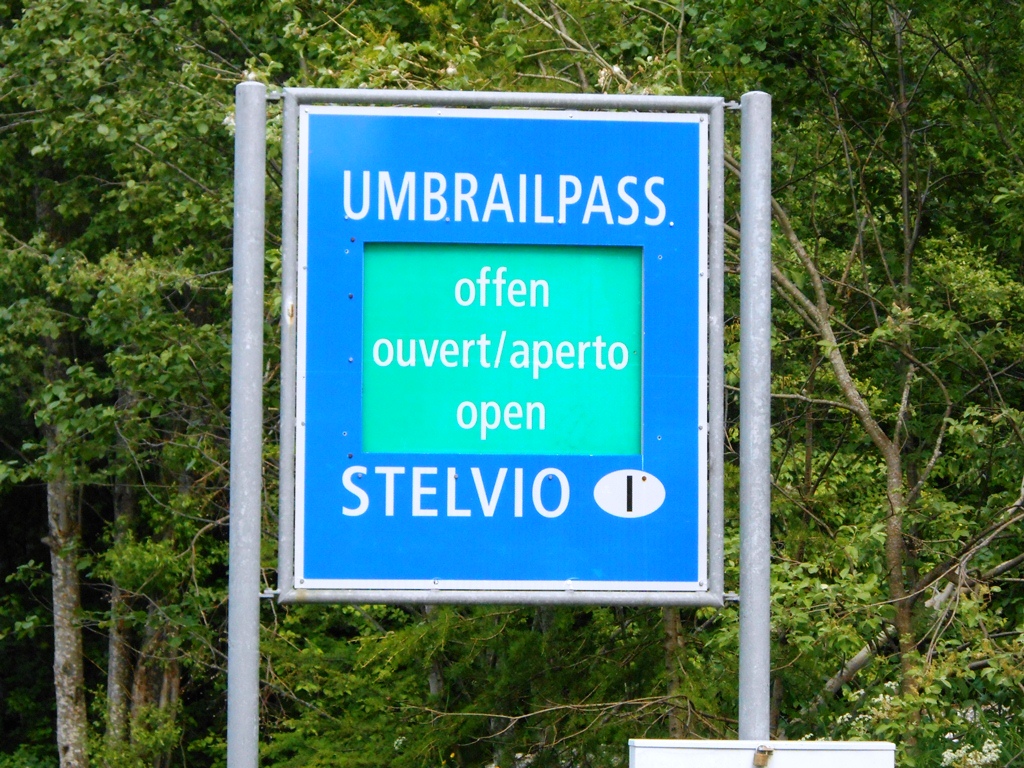 UMBRAILPASS
offen
ouvert/aperto
open
STELVIO I